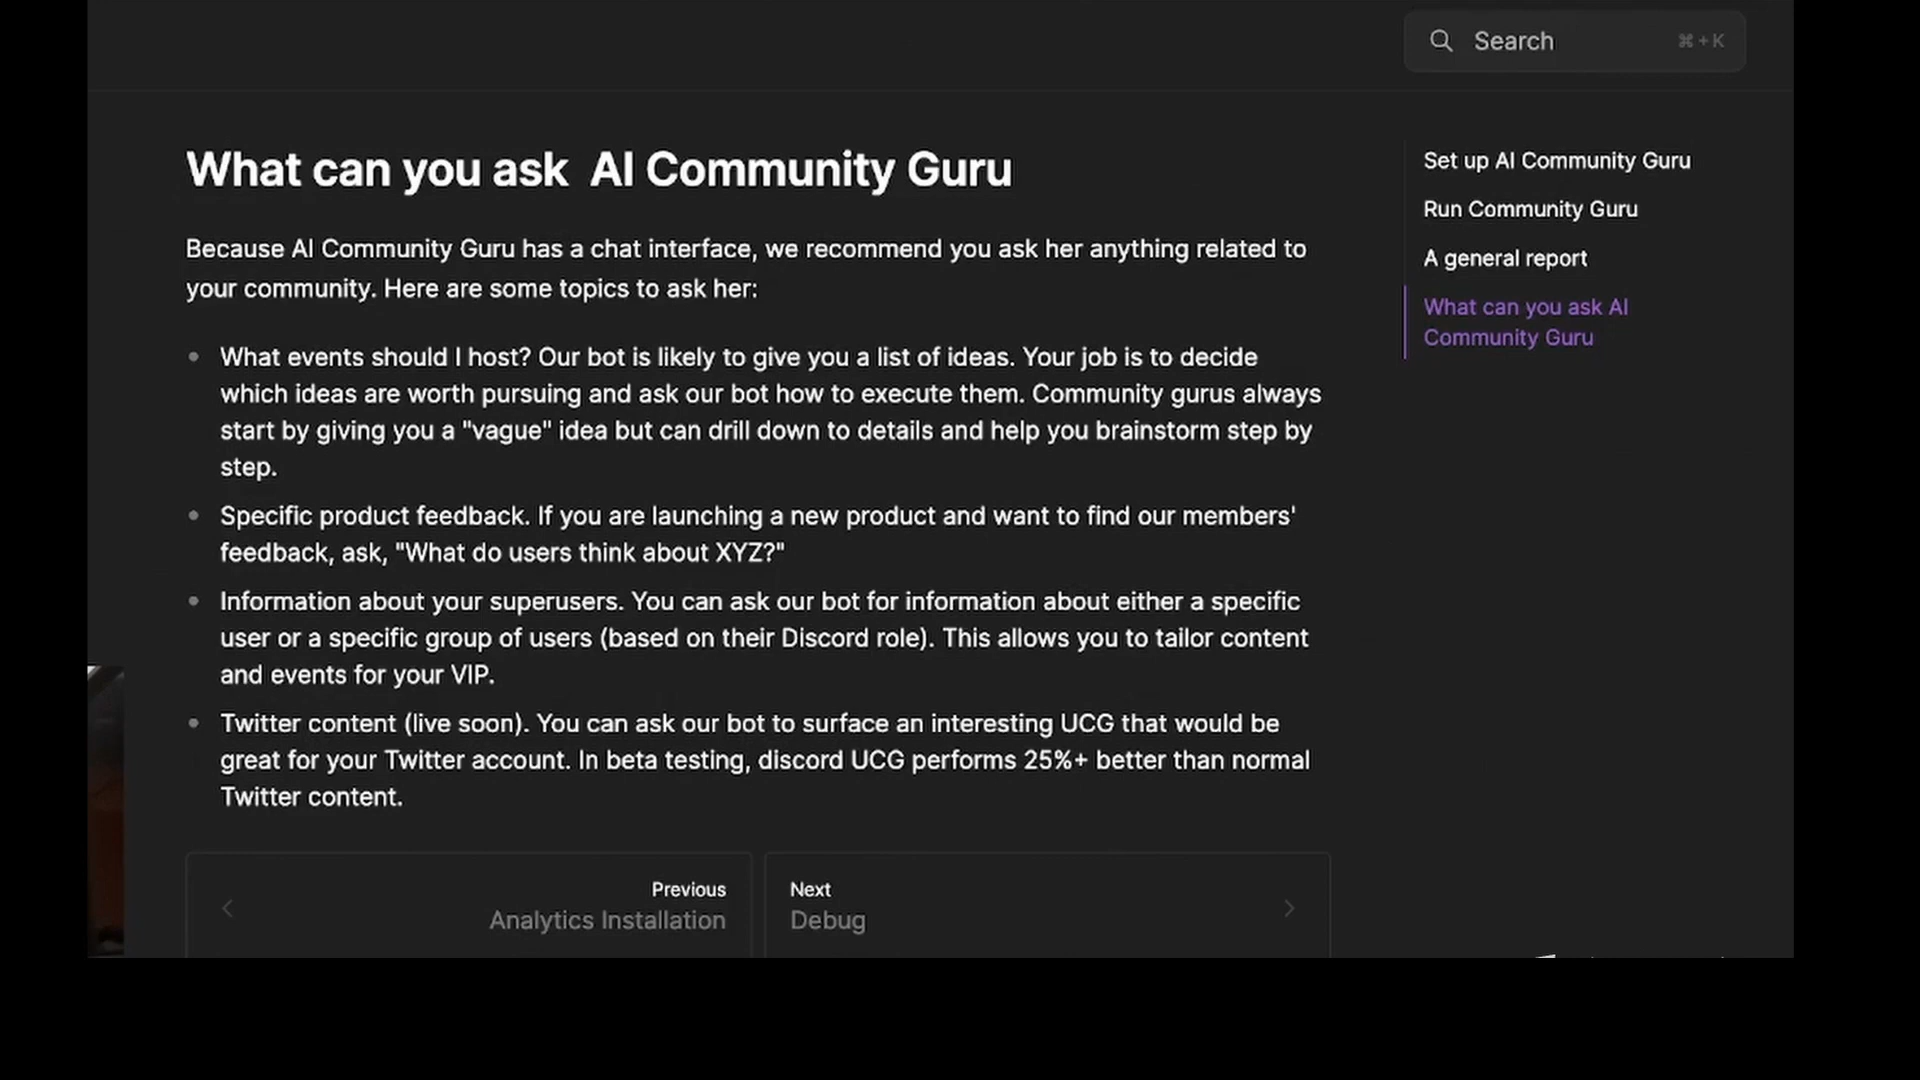 Search ⌘ + K
What can you ask AI Community Guru
Because AI Community Guru has a chat interface, we recommend you ask her anything related to
your community. Here are some topics to ask her:
What events should I host? Our bot is likely to give you a list of ideas. Your job is to decide
which ideas are worth pursuing and ask our bot how to execute them. Community gurus always
start by giving you a "vague" idea but can drill down to details and help you brainstorm step by
step.
Specific product feedback. If you are launching a new product and want to find our members'
feedback, ask, "What do users think about XYZ?"
Information about your superusers. You can ask our bot for information about either a specific
user or a specific group of users (based on their Discord role). This allows you to tailor content
and events for your VIP.
Twitter content (live soon). You can ask our bot to surface an interesting UCG that would be
great for your Twitter account. In beta testing, discord UCG performs 25%+ better than normal
Twitter content.
Previous
Analytics Installation
Next
Debug
Set up AI Community Guru
Run Community Guru
A general report
What can you ask AI
Community Guru